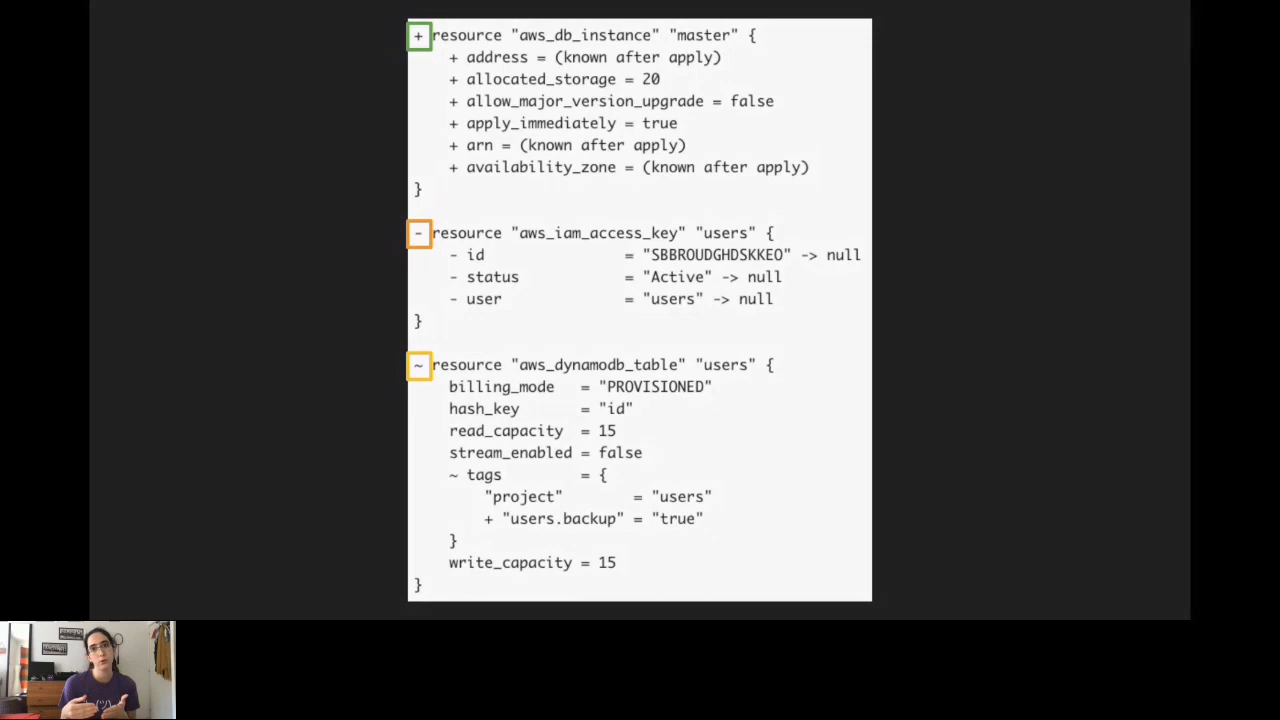 + resource "aws_db_instance" "master" {
+ address = (known after apply)
+ allocated_storage = 20
+ allow_major_version_upgrade = false
+ apply_immediately = true
+ arn = (known after apply)
+ availability_zone = (known after apply)
}
- resource "aws_iam_access_key" "users" {
- id = "SBBROUDGHDSKKEO" -> null
- status = "Active" -> null
- user = "users" -> null
}
~ resource "aws_dynamodb_table" "users" {
billing_mode = "PROVISIONED"
hash_key = "id"
read_capacity = 15
stream_enabled = false
~ tags = {
"project" = "users"
+ "users.backup" = "true"
}
write_capacity = 15
}